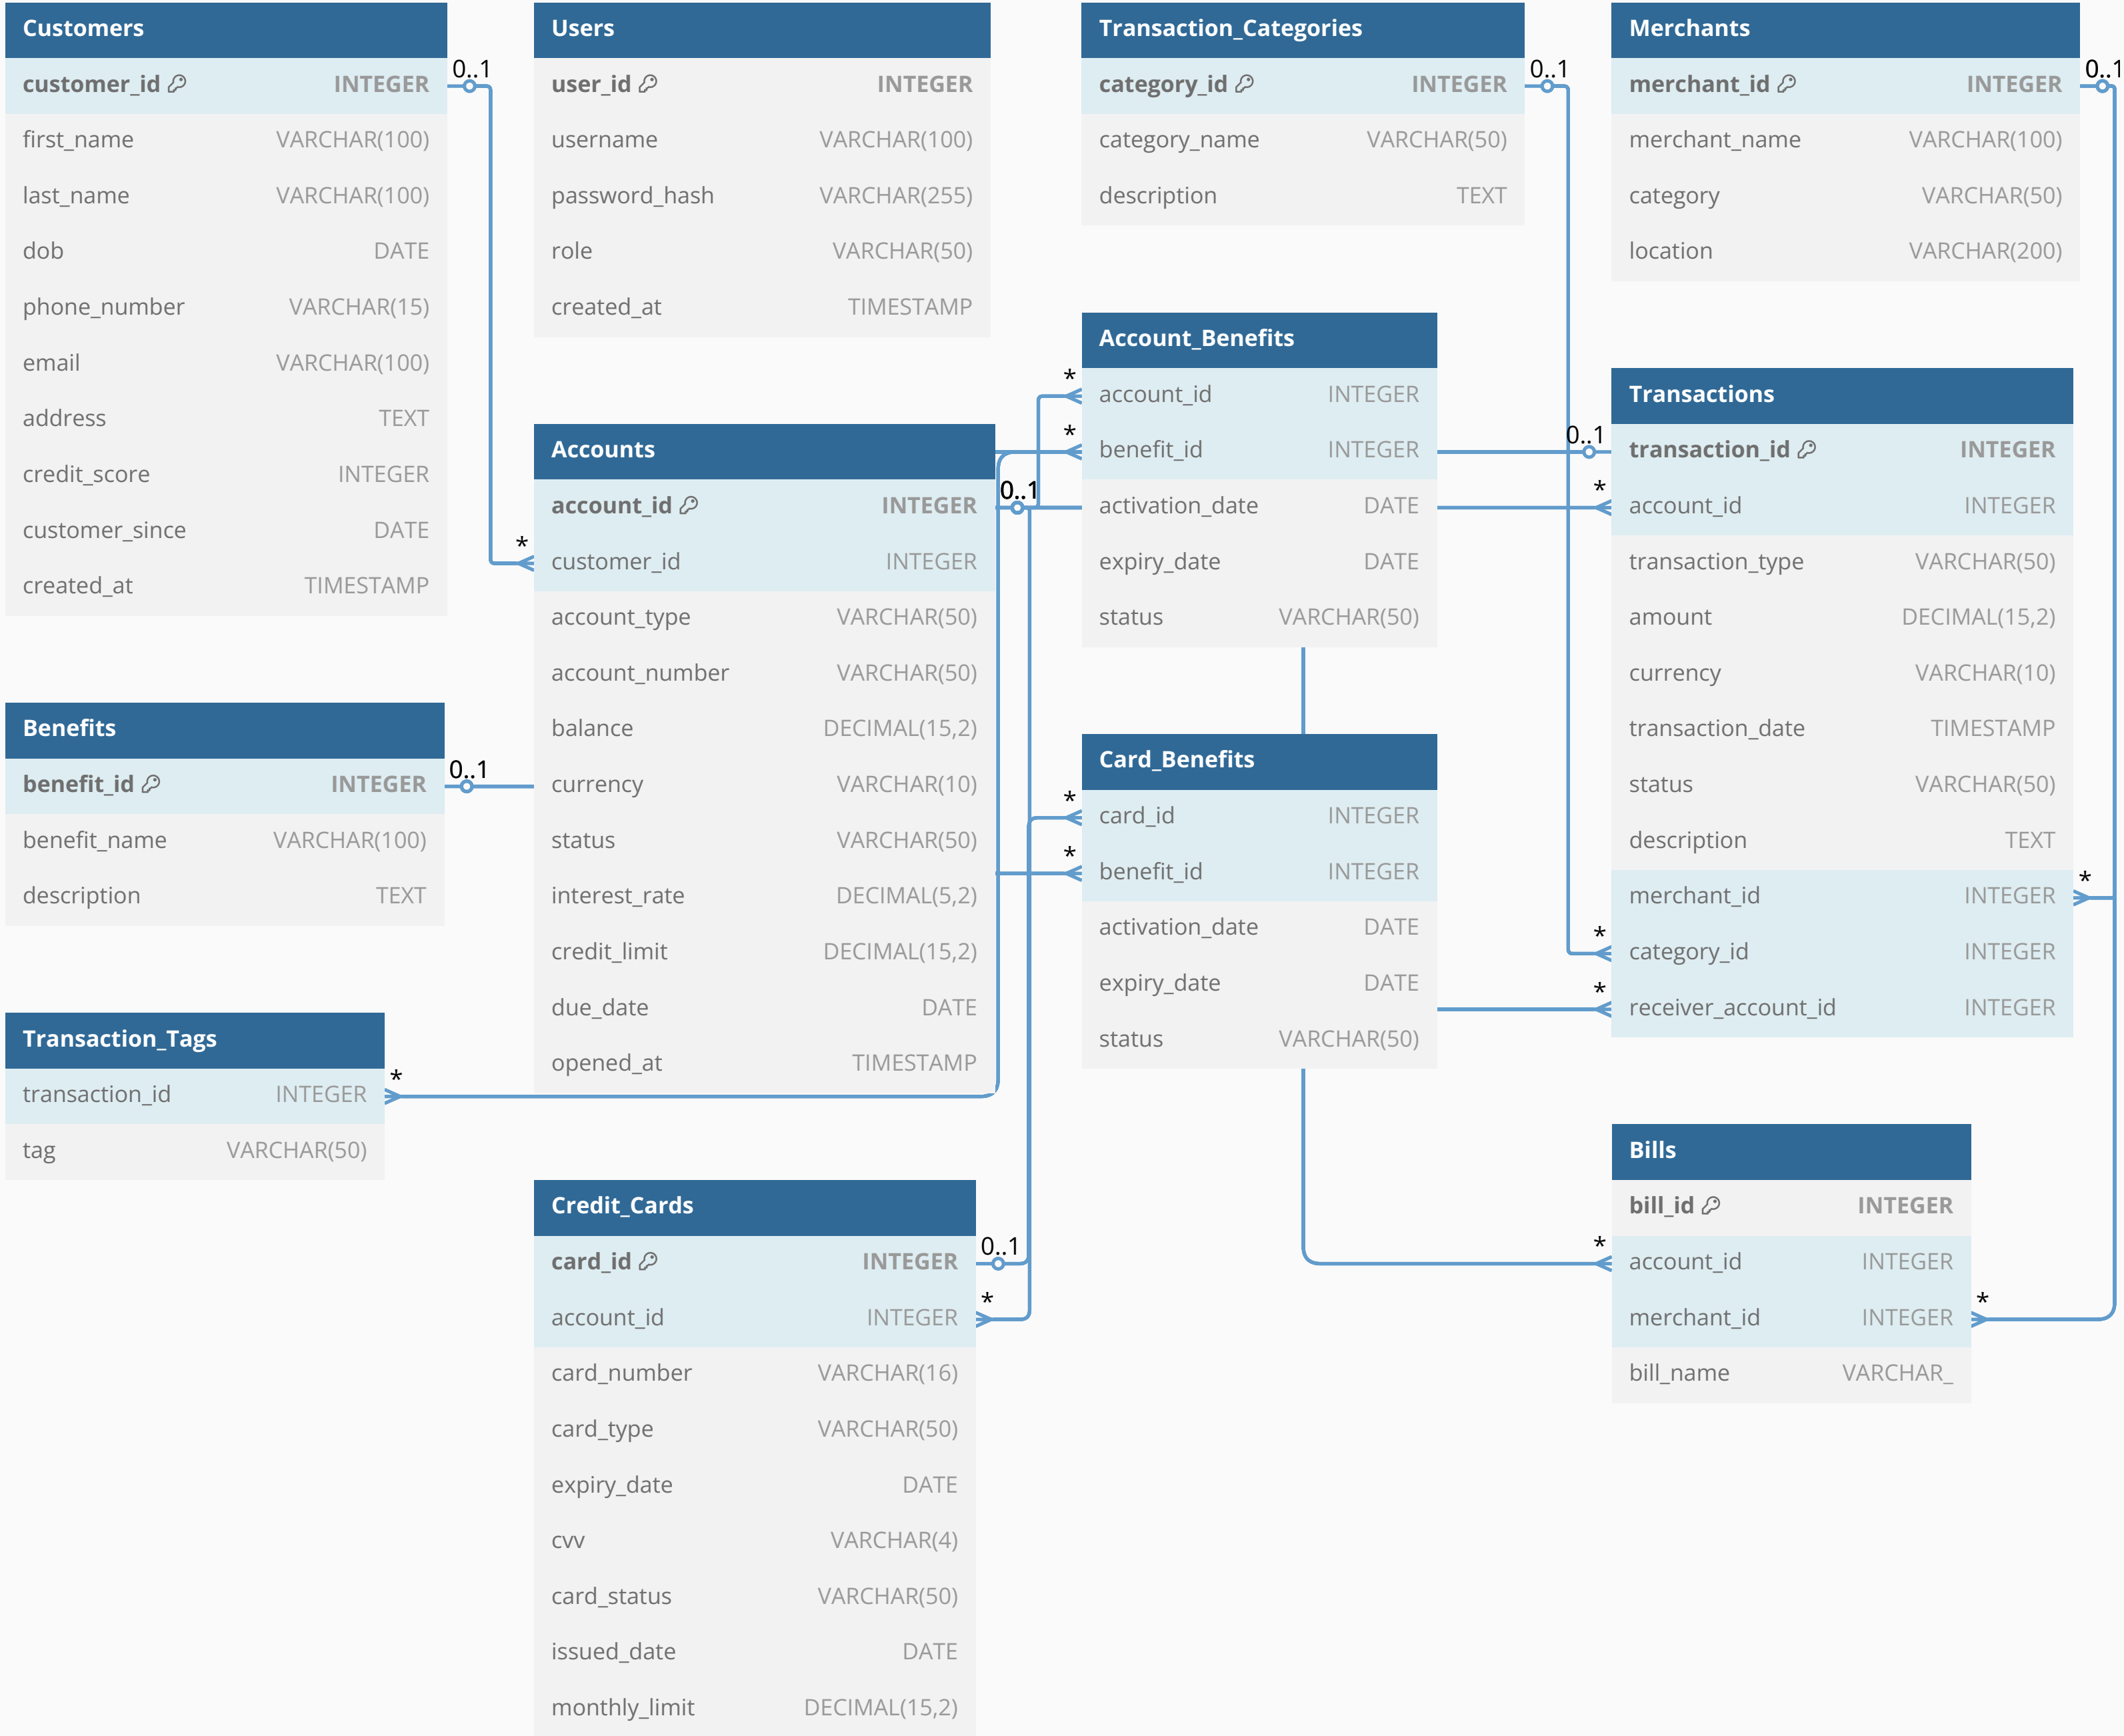 Customers
customer_id INTEGER
first_name VARCHAR(100)
last_name VARCHAR(100)
dob DATE
phone_number VARCHAR(15)
email VARCHAR(100)
address TEXT
credit_score INTEGER
customer_since DATE
created_at TIMESTAMP
0..1
*
Users
user_id INTEGER
username VARCHAR(100)
password_hash VARCHAR(255)
role VARCHAR(50)
created_at TIMESTAMP
Transaction_Categories
category_id INTEGER
category_name VARCHAR(50)
description TEXT
0..1
Merchants
merchant_id INTEGER
merchant_name VARCHAR(100)
category VARCHAR(50)
location VARCHAR(200)
0..1
Accounts
account_id INTEGER
customer_id INTEGER
account_type VARCHAR(50)
account_number VARCHAR(50)
balance DECIMAL(15,2)
currency VARCHAR(10)
status VARCHAR(50)
interest_rate DECIMAL(5,2)
credit_limit DECIMAL(15,2)
due_date DATE
opened_at TIMESTAMP
0..1
*
*
Account_Benefits
account_id INTEGER
benefit_id INTEGER
activation_date DATE
expiry_date DATE
status VARCHAR(50)
0..1
*
Transactions
transaction_id INTEGER
account_id INTEGER
transaction_type VARCHAR(50)
amount DECIMAL(15,2)
currency VARCHAR(10)
transaction_date TIMESTAMP
status VARCHAR(50)
description TEXT
merchant_id INTEGER
category_id INTEGER
receiver_account_id INTEGER
*
*
*
Benefits
benefit_id INTEGER
benefit_name VARCHAR(100)
description TEXT
0..1
*
*
Card_Benefits
card_id INTEGER
benefit_id INTEGER
activation_date DATE
expiry_date DATE
status VARCHAR(50)
Transaction_Tags
transaction_id INTEGER
tag VARCHAR(50)
*
Credit_Cards
card_id INTEGER
account_id INTEGER
card_number VARCHAR(16)
card_type VARCHAR(50)
expiry_date DATE
cvv VARCHAR(4)
card_status VARCHAR(50)
issued_date DATE
monthly_limit DECIMAL(15,2)
0..1
*
*
Bills
bill_id INTEGER
account_id INTEGER
merchant_id INTEGER
bill_name VARCHAR_
*